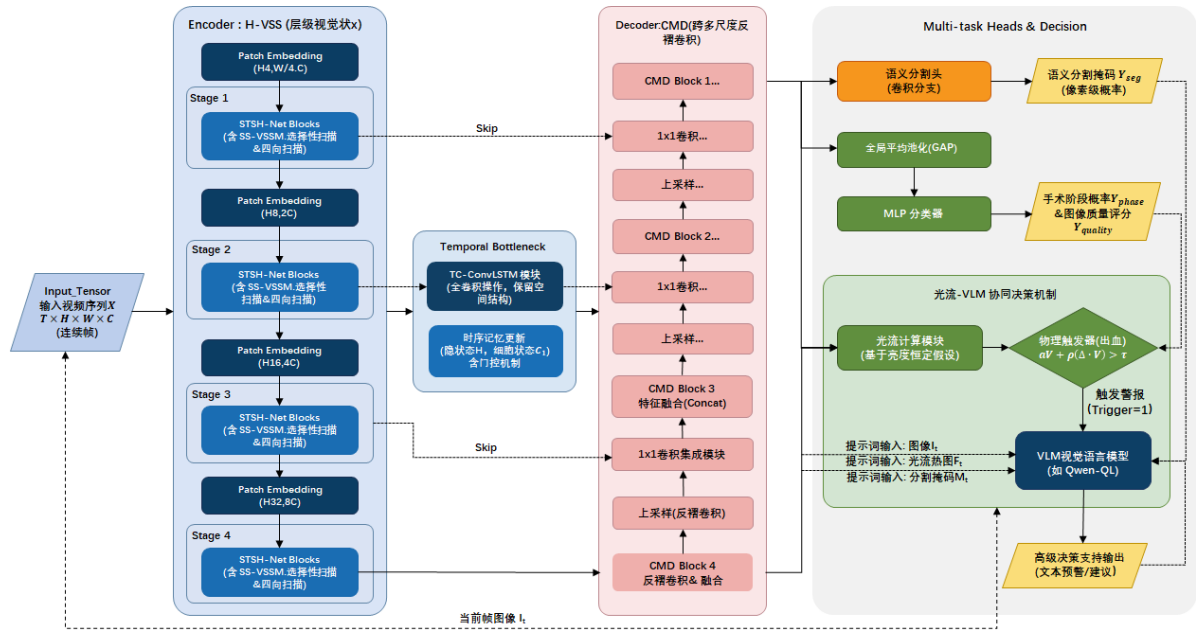 Encoder : H-VSS (层级视觉状x)
Patch Embedding
(H4,W/4.C)
Stage 1
STSH-Net Blocks
(含 SS-VSSM.选择性扫描
&四向扫描)
Patch Embedding
(H8,2C)
Stage 2
STSH-Net Blocks
(含 SS-VSSM.选择性
扫描&四向扫描)
Patch Embedding
(H16,4C)
Stage 3
STSH-Net Blocks
(含 SS-VSSM.选择性扫描
&四向扫描)
Patch Embedding
(H32,8C)
Stage 4
STSH-Net Blocks
(含 SS-VSSM.选择性扫描
&四向扫描)
Input_Tensor
输入视频序列X
T × H × W × C
(连续帧)
Skip
Skip
Temporal Bottleneck
TC-ConvLSTM 模块
(全卷积操作，保留空
间结构)
时序记忆更新
(隐状态H，细胞状态C₁)
含门控机制
Decoder:CMD(跨多尺度反
褶卷积)
CMD Block 1...
1x1卷积...
上采样...
CMD Block 2...
1x1卷积...
上采样...
CMD Block 3
特征融合(Concat)
1x1卷积集成模块
上采样(反褶卷积)
CMD Block 4
反褶卷积& 融合
Multi-task Heads & Decision
语义分割头
(卷积分支)
语义分割掩码 Y_seg
(像素级概率)
全局平均池化(GAP)
MLP 分类器
手术阶段概率Y_phase
&图像质量评分
Y_quality
光流-VLM 协同决策机制
光流计算模块
(基于亮度恒定假设)
物理触发器(出血)
aV + ρ(Δ · V) > τ
触发警报
(Trigger=1)
提示词输入: 图像I_t
提示词输入: 光流热图F_t
提示词输入: 分割掩码M_t
VLM视觉语言模型
(如 Qwen-QL)
高级决策支持输出
(文本预警/建议)
当前帧图像 I_t